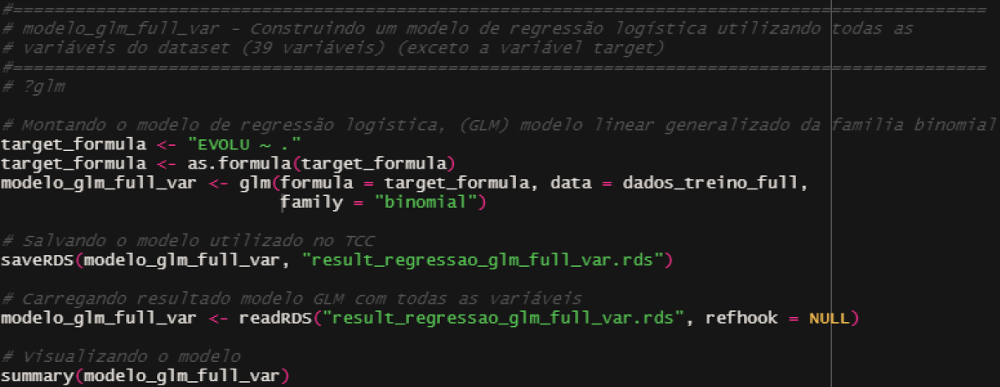 #==========================================================================================
# modelo_glm_full_var - Construindo um modelo de regressão logística utilizando todas as
# variáveis do dataset (39 variáveis) (exceto a variável target)
#==========================================================================================
# ?glm
# Montando o modelo de regressão logistica, (GLM) modelo linear generalizado da familia binomial
target_formula <- "EVOLU ~ ."
target_formula <- as.formula(target_formula)
modelo_glm_full_var <- glm(formula = target_formula, data = dados_treino_full,
family = "binomial")
# Salvando o modelo utilizado no TCC
saveRDS(modelo_glm_full_var, "result_regressao_glm_full_var.rds")
# Carregando resultado modelo GLM com todas as variáveis
modelo_glm_full_var <- readRDS("result_regressao_glm_full_var.rds", refhook = NULL)
# Visualizando o modelo
summary(modelo_glm_full_var)